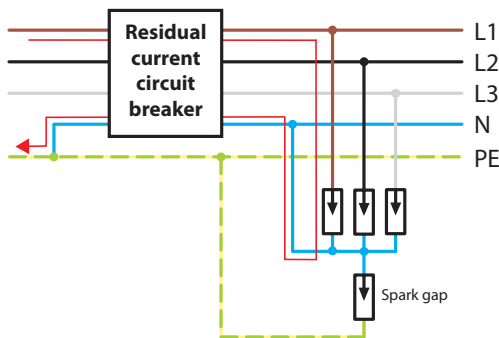 Residual
current
circuit
breaker
L1
L2
L3
N
PE
Spark gap